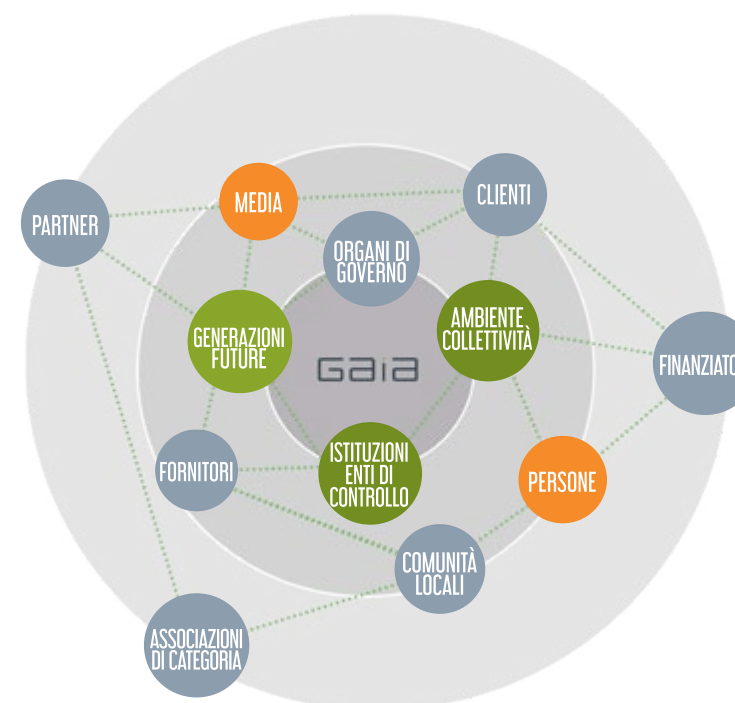 MEDIA
CLIENTI
PARTNER
ORGANI DI
GOVERNO
GENERAZIONI
FUTURE
AMBIENTE
COLLETTIVITÀ
Gaia
FINANZIATO
ISTITUZIONI
ENTI DI
CONTROLLO
FORNITORI
PERSONE
COMUNITÀ
LOCALI
ASSOCIAZIONI
DI CATEGORIA